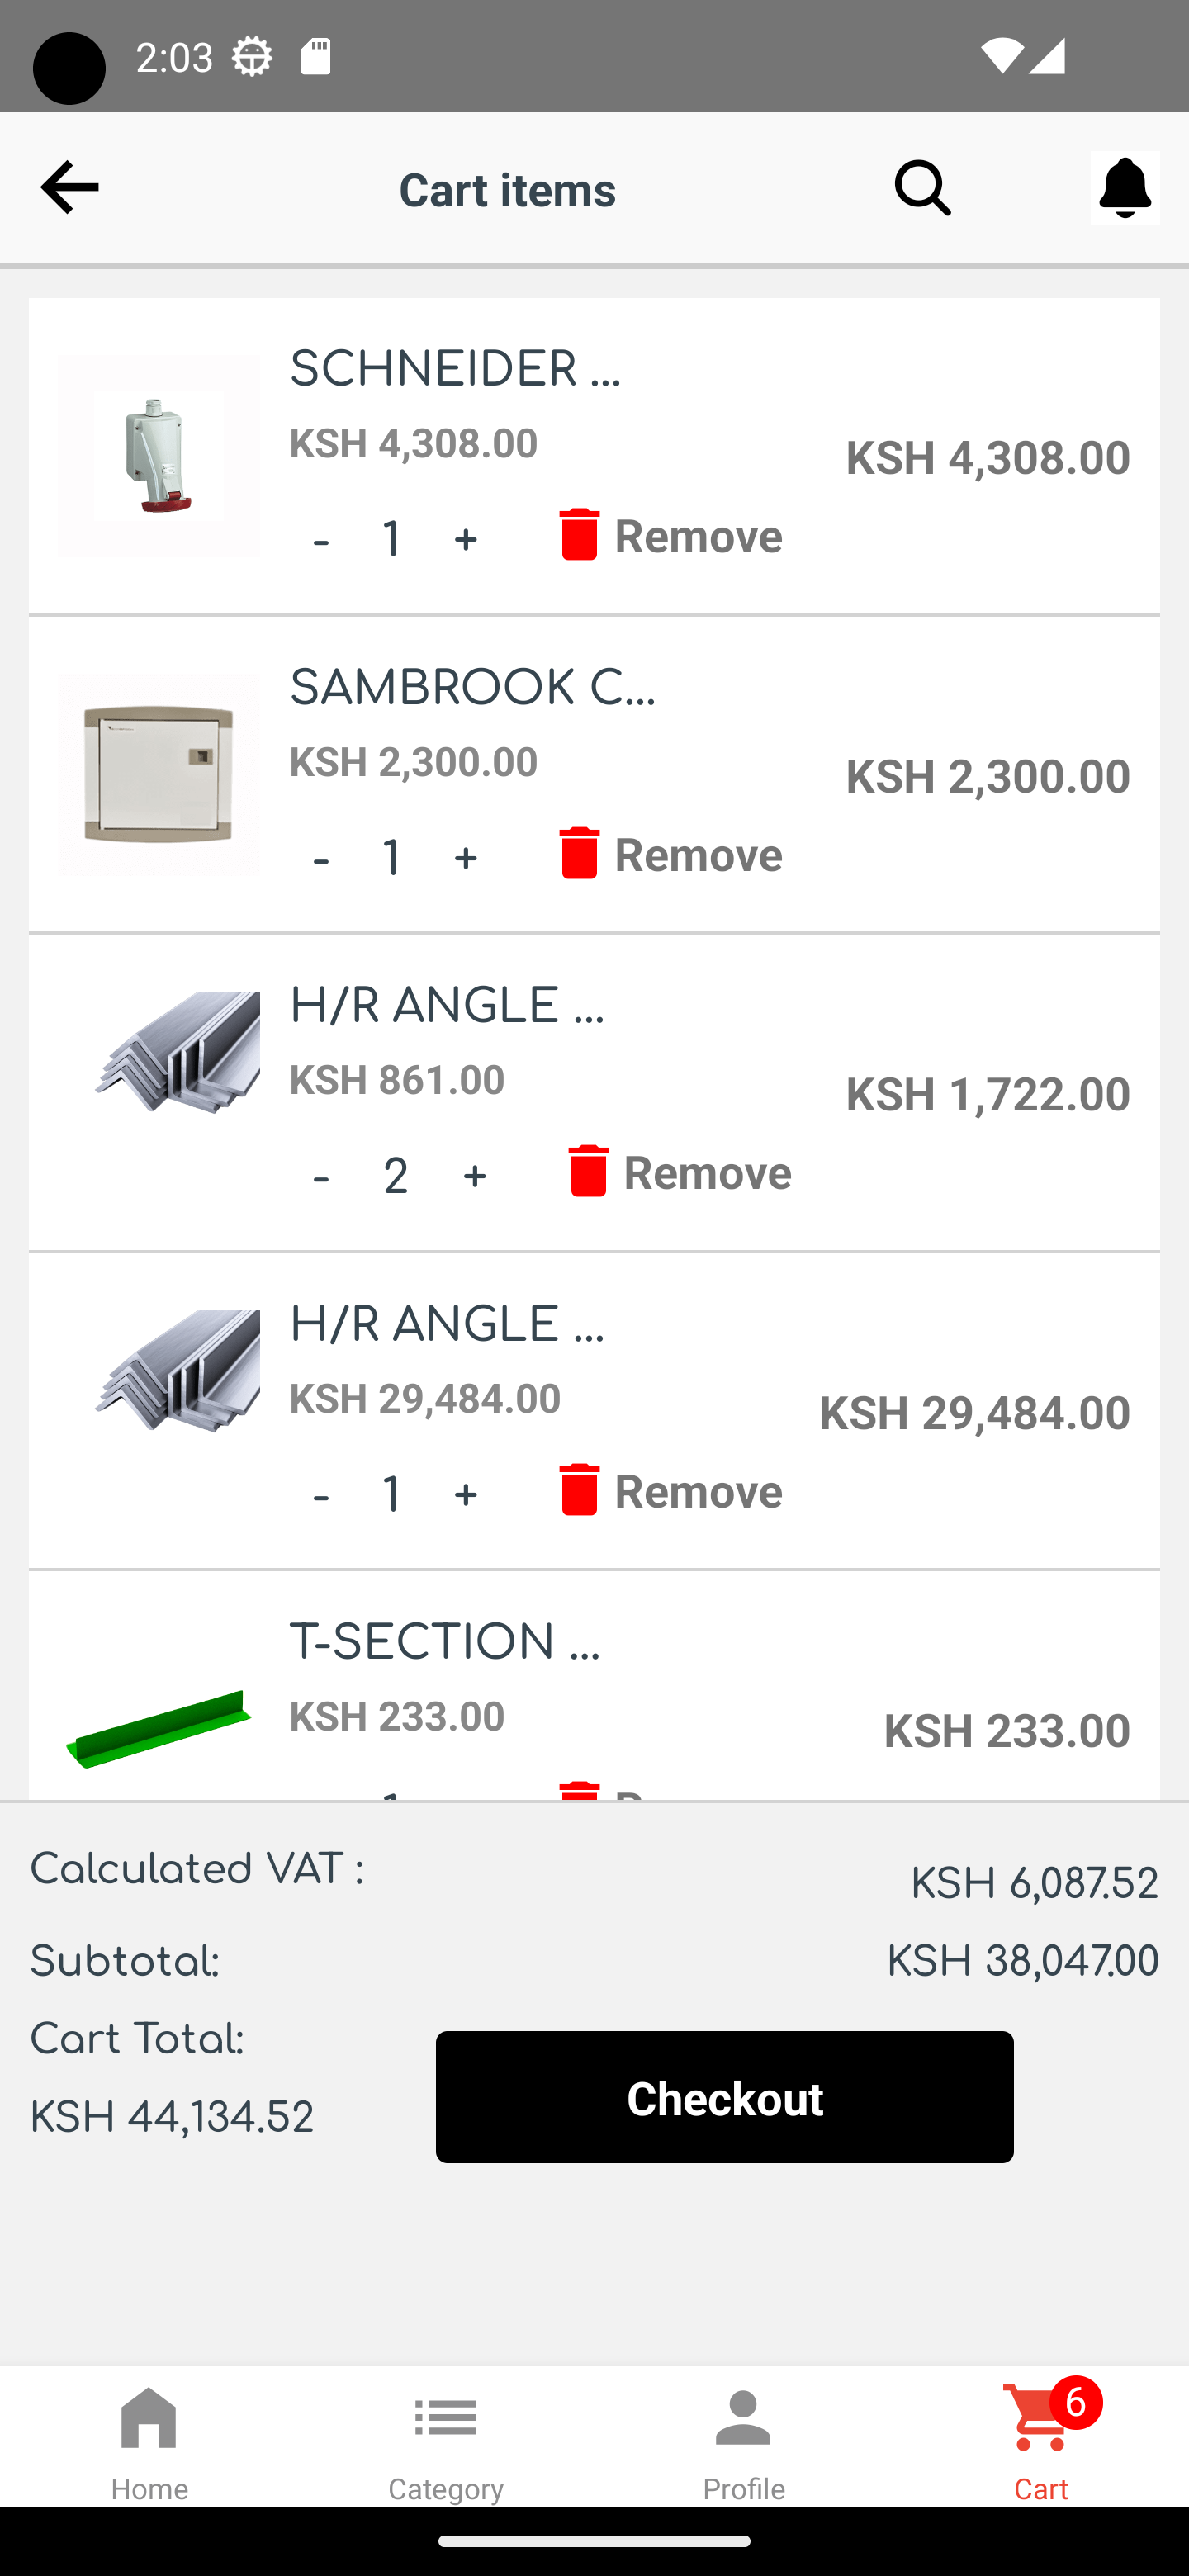 2:03
Cart items
SCHNEIDER ...
KSH 4,308.00
KSH 4,308.00
- 1 +
Remove
SAMBROOK C...
KSH 2,300.00
KSH 2,300.00
- 1 +
Remove
H/R ANGLE ...
KSH 861.00
KSH 1,722.00
- 2 +
Remove
H/R ANGLE ...
KSH 29,484.00
KSH 29,484.00
- 1 +
Remove
T-SECTION ...
KSH 233.00
KSH 233.00
Calculated VAT :
KSH 6,087.52
Subtotal:
KSH 38,047.00
Cart Total:
KSH 44,134.52
Checkout
6
Home
Category
Profile
Cart